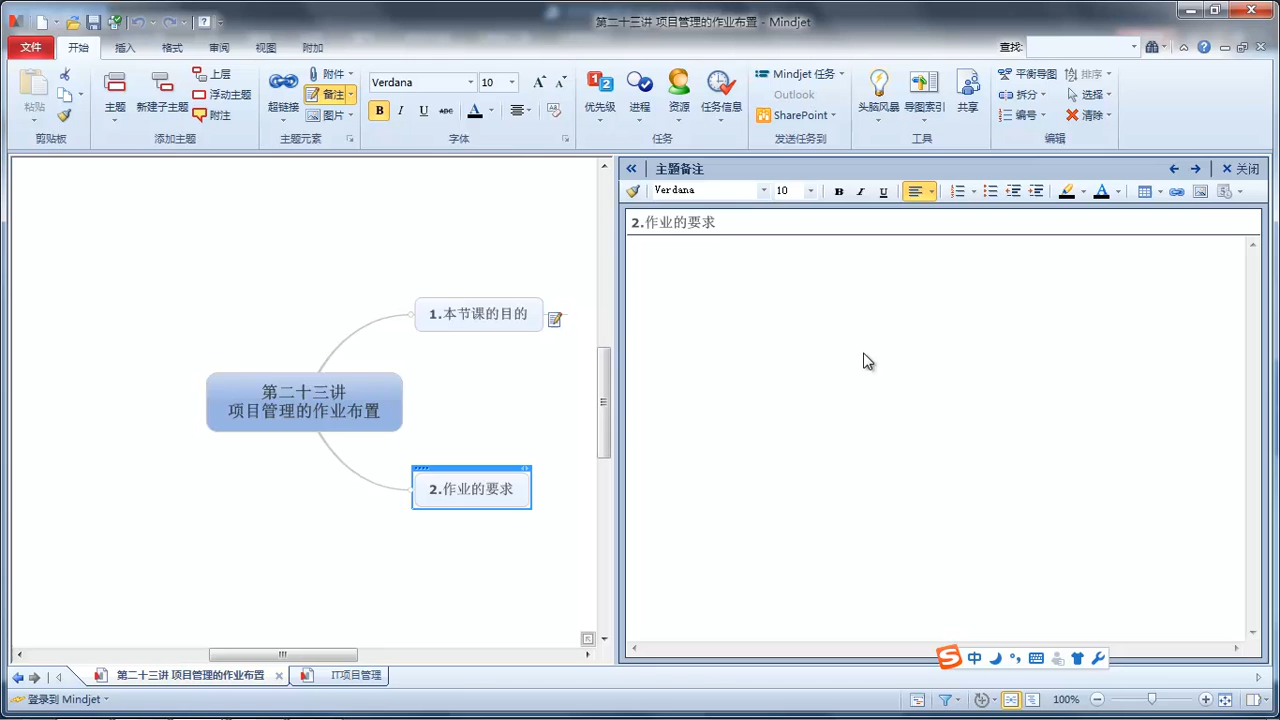 第二十三讲 项目管理的作业布置 - Mindjet
文件 开始 插入 格式 审阅 视图 附加 查找:
粘贴
剪贴板
主题
新建子主题
上层
浮动主题
附注
添加主题
超链接
附件
备注
图片
主题元素
Verdana 10
B I U abc A
字体
优先级
进程
资源
任务信息
任务
Mindjet 任务
Outlook
SharePoint
发送任务到
头脑风暴
导图索引
共享
工具
平衡导图 排序
拆分 选择
编号 清除
编辑
主题备注 关闭
Verdana 10 B I U A
2.作业的要求
1.本节课的目的
第二十三讲
项目管理的作业布置
2.作业的要求
中
第二十三讲 项目管理的作业布置
IT项目管理
登录到 Mindjet
100%